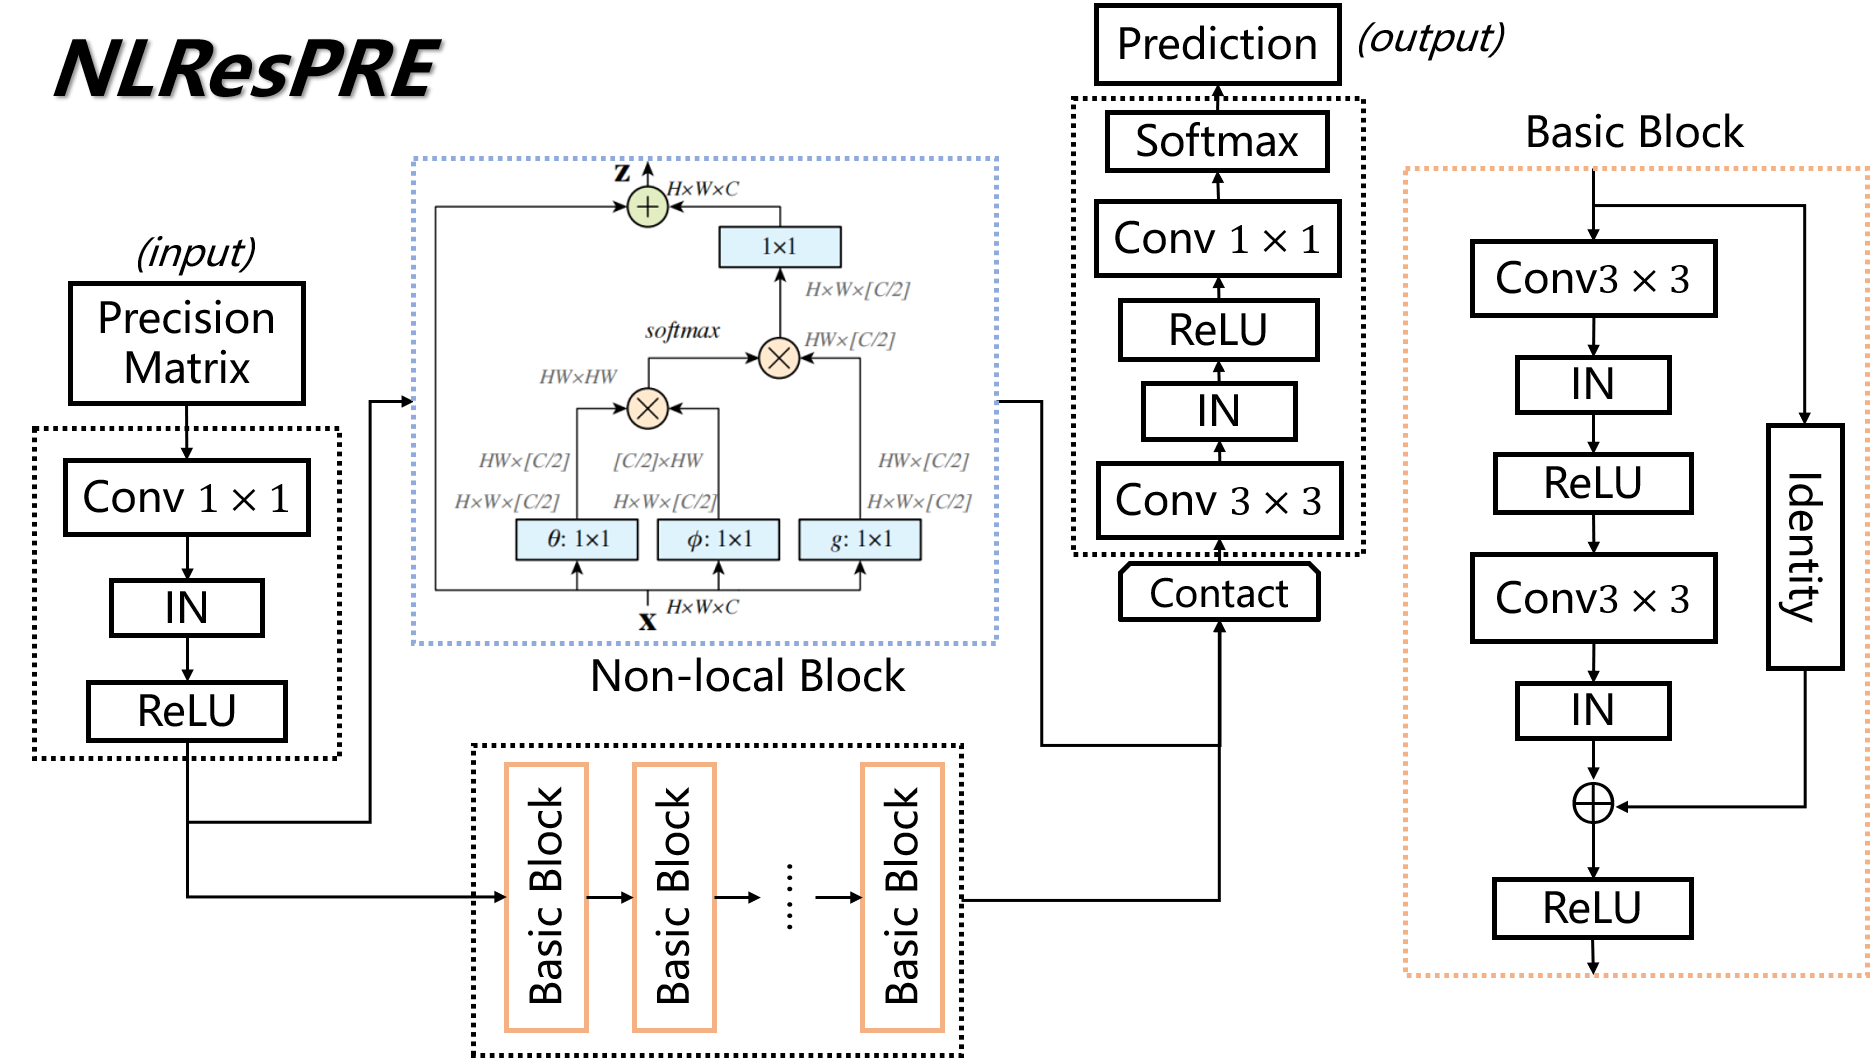 NLResPRE
(input)
Precision
Matrix
Conv 1 × 1
IN
ReLU
z
H×W×C
1×1
H×W×[C/2]
softmax
HW×[C/2]
HW×HW
HW×[C/2]
[C/2]×HW
HW×[C/2]
H×W×[C/2]
H×W×[C/2]
H×W×[C/2]
θ: 1×1
ϕ: 1×1
g: 1×1
x
H×W×C
Non-local Block
Basic Block
Basic Block
......
Basic Block
Prediction
(output)
Softmax
Conv 1 × 1
ReLU
IN
Conv 3 × 3
Contact
Basic Block
Conv3 × 3
IN
ReLU
Conv3 × 3
IN
ReLU
Identity